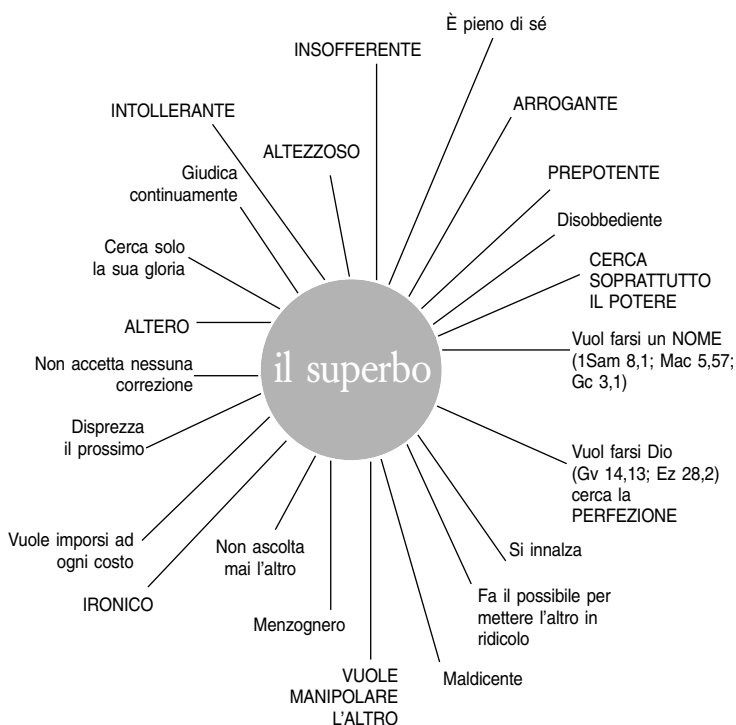 È pieno di sé
INSOFFERENTE
ARROGANTE
INTOLLERANTE
ALTEZZOSO
PREPOTENTE
Giudica
continuamente
Disobbediente
Cerca solo
la sua gloria
CERCA
SOPRATTUTTO
IL POTERE
ALTERO
Vuol farsi un NOME
(1Sam 8,1; Mac 5,57;
Gc 3,1)
Non accetta nessuna
correzione
il superbo
Disprezza
il prossimo
Vuol farsi Dio
(Gv 14,13; Ez 28,2)
cerca la
PERFEZIONE
Vuole imporsi ad
ogni costo
Non ascolta
mai l'altro
Si innalza
IRONICO
Menzognero
Fa il possibile per
mettere l'altro in
ridicolo
VUOLE
MANIPOLARE
L'ALTRO
Maldicente